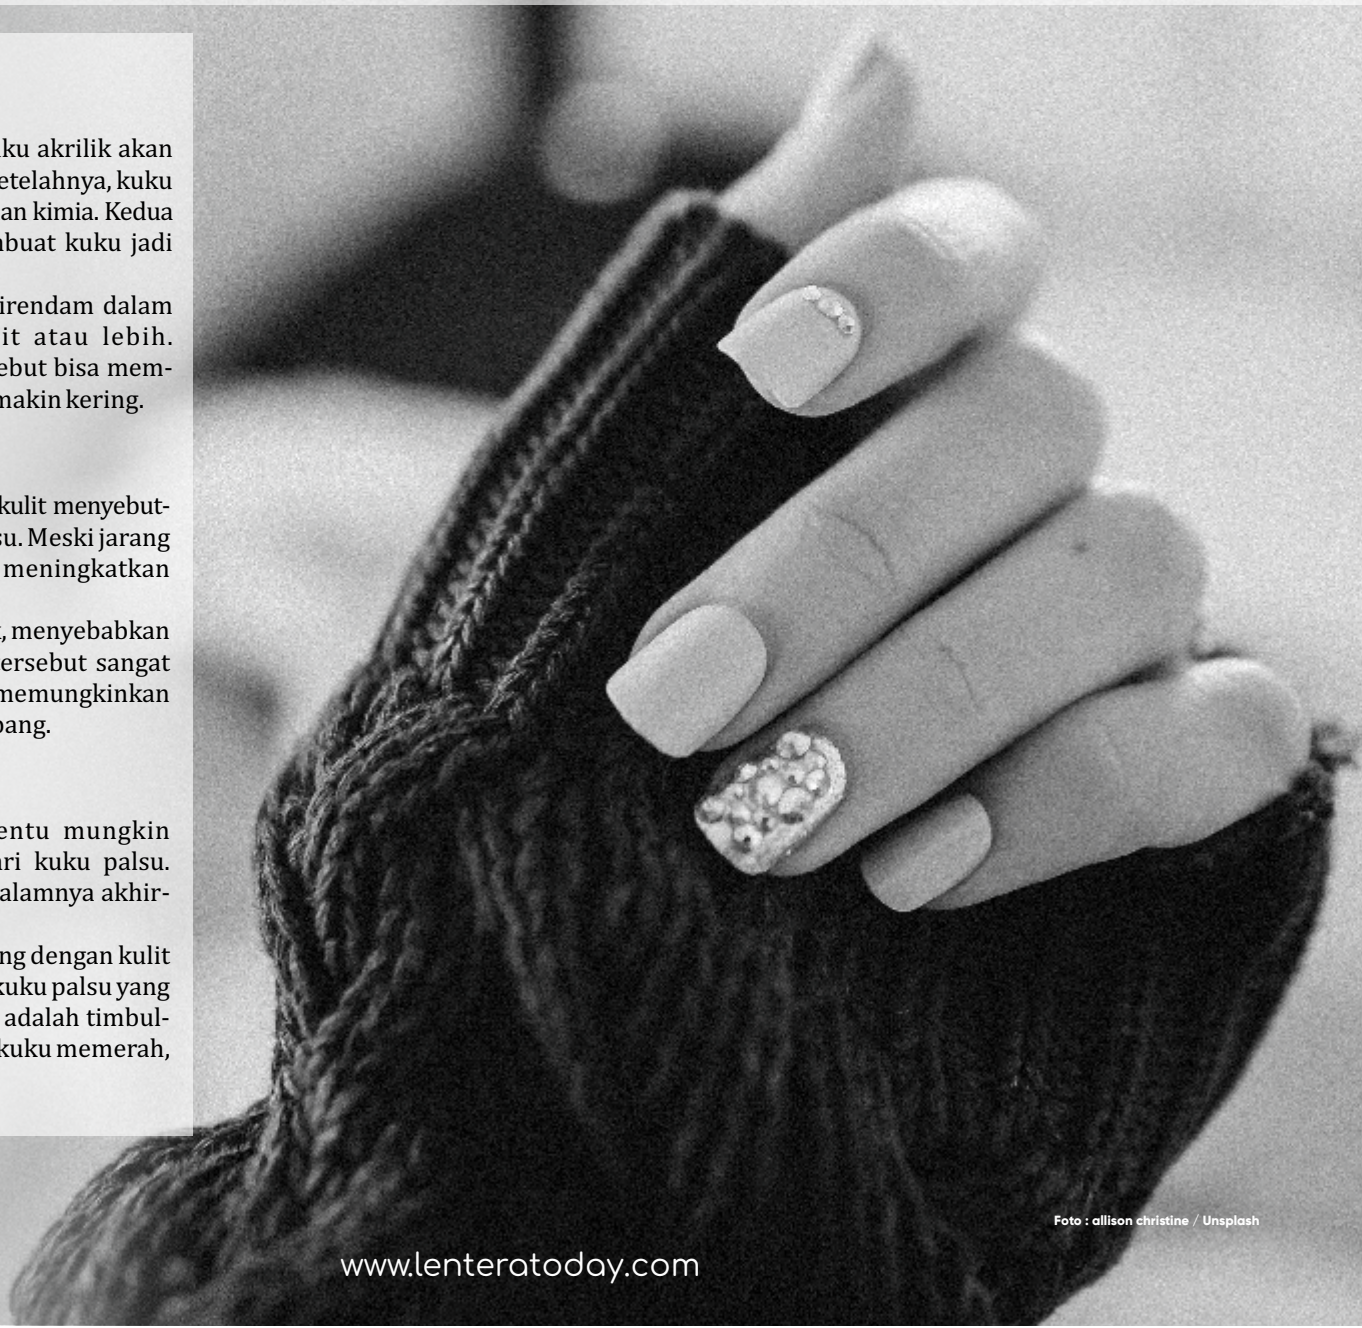 ku akrilik akan
etelahnya, kuku
an kimia. Kedua
buat kuku jadi
irendam dalam
it atau lebih.
ebut bisa mem-
makin kering.
kulit menyebut-
su. Meski jarang
meningkatkan
, menyebabkan
ersebut sangat
memungkinkan
bang.
entu mungkin
ri kuku palsu.
alamnya akhir-
ng dengan kulit
kuku palsu yang
adalah timbul-
kuku memerah,
Foto : allison christine / Unsplash
www.lenteratoday.com